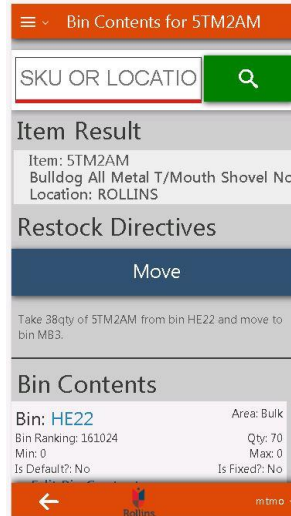 Bin Contents for 5TM2AM
SKU OR LOCATIO
Item Result
Item: 5TM2AM
Bulldog All Metal T/Mouth Shovel No
Location: ROLLINS
Restock Directives
Move
Take 38qty of 5TM2AM from bin HE22 and move to
bin MB3.
Bin Contents
Bin: HE22 Area: Bulk
Bin Ranking: 161024 Qty: 70
Min: 0 Max: 0
Is Default?: No Is Fixed?: No
Rollins
mtmo